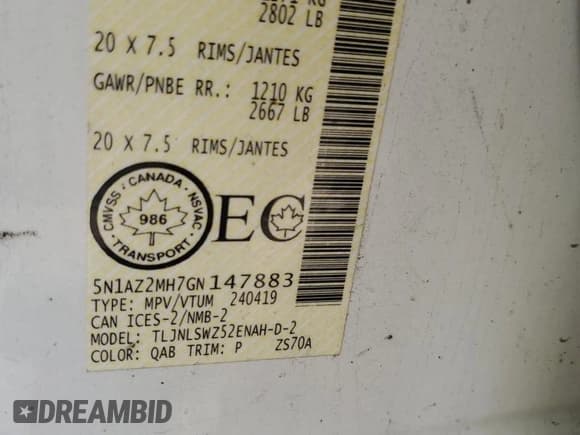 2802 LB
20 X 7.5 RIMS/JANTES
GAWR/PNBE RR.: 1210 KG
2667 LB
20 X 7.5 RIMS/JANTES
CMVSS · CANADA · NSVAC · TRANSPORT
986
EC
5N1AZ2MH7GN147883
TYPE: MPV/VTUM 240419
CAN ICES-2/NMB-2
MODEL: TLJNLSWZ52ENAH-D-2
COLOR: QAB TRIM: P ZS70A
$DREAMBID